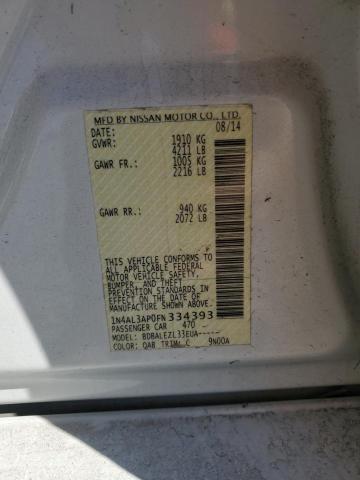 MFD BY NISSAN MOTOR CO., LTD.
DATE: 08/14
GVWR: 1910 KG
4211 LB
GAWR FR: 1005 KG
2216 LB
GAWR RR: 940 KG
2072 LB
THIS VEHICLE CONFORMS TO
ALL APPLICABLE FEDERAL
MOTOR VEHICLE SAFETY,
BUMPER, AND THEFT
PREVENTION STANDARDS IN
EFFECT ON THE DATE OF
MANUFACTURE SHOWN ABOVE.
1N4AL3AP0FN334393
PASSENGER CAR 470
MODEL: BDBALEZL33EUA-----
COLOR: QAB TRIM: C 9N00A